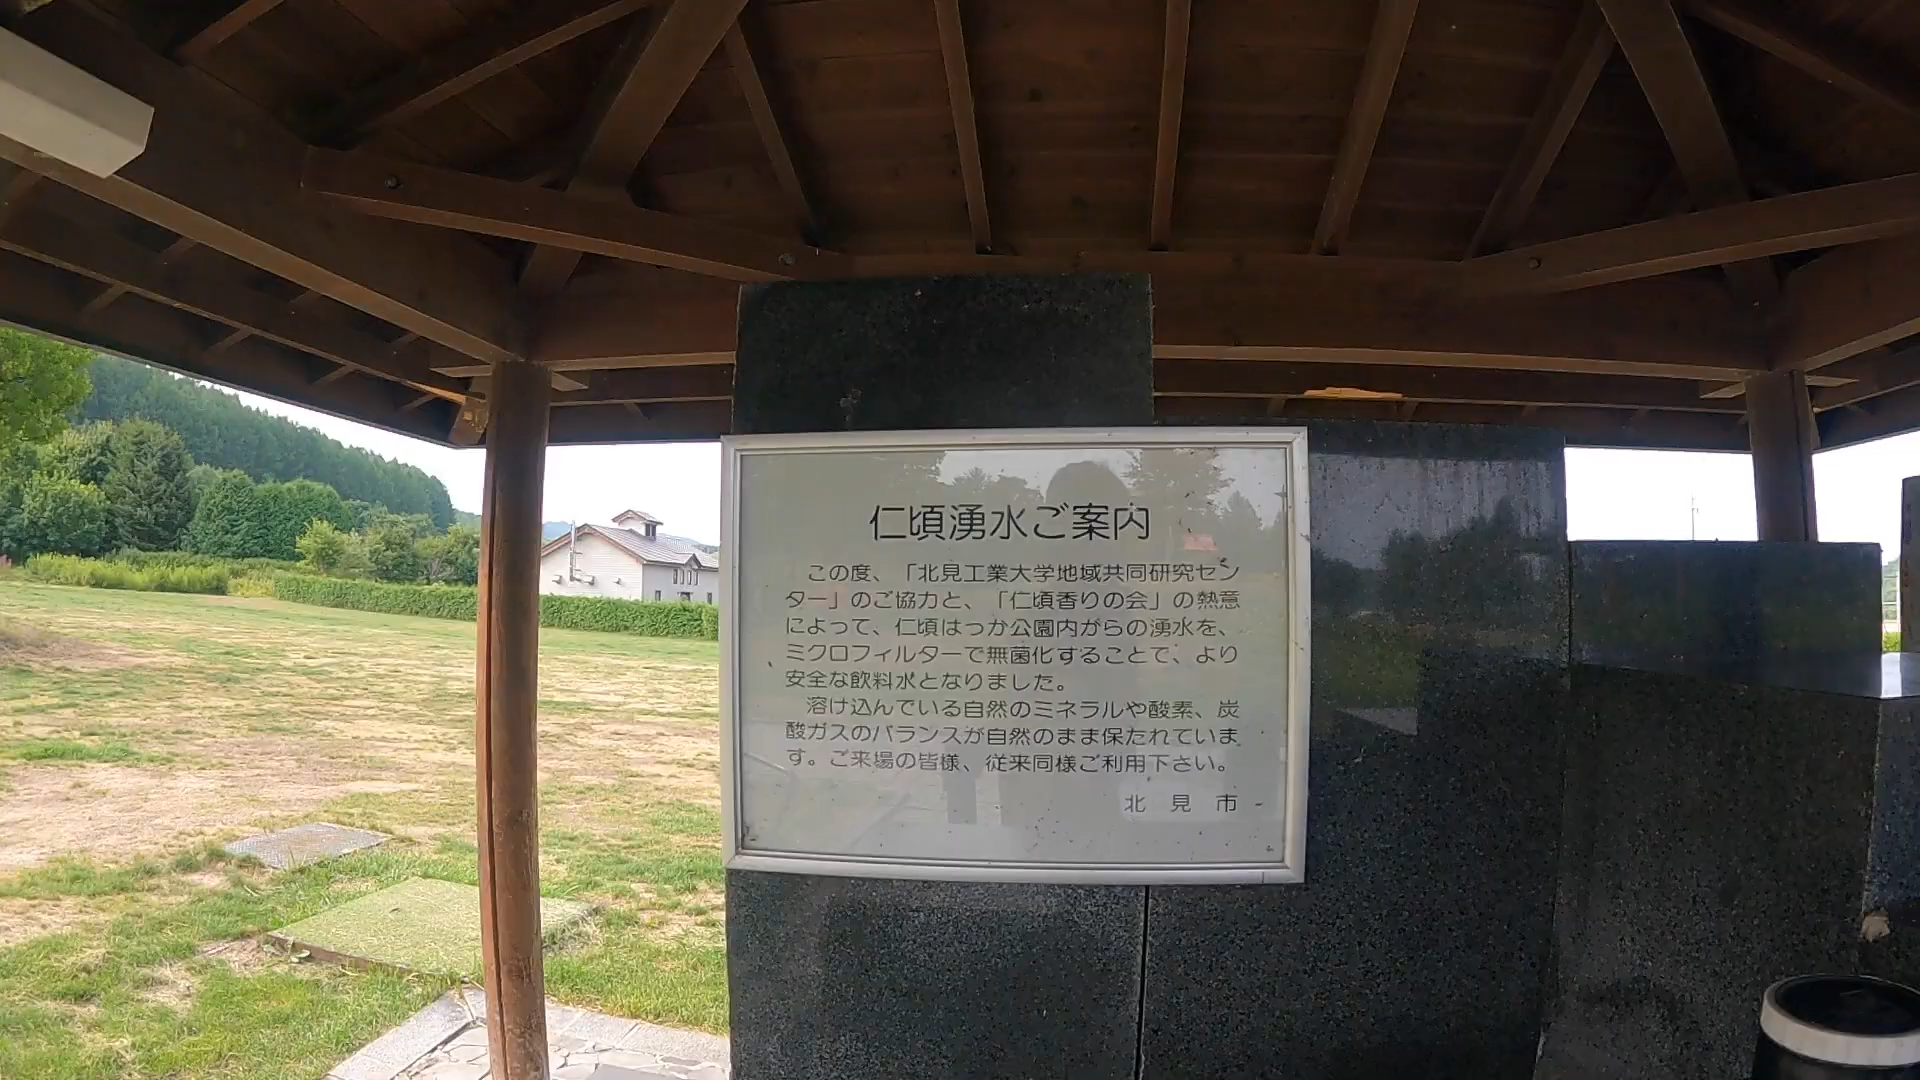 仁頃湧水ご案内
この度、「北見工業大学地域共同研究セン
ター」のご協力と、「仁頃香りの会」の熱意
によって、仁頃はっか公園内がらの湧水を、
ミクロフィルターで無菌化することで、より
安全な飲料水となりました。
溶け込んでいる自然のミネラルや酸素、炭
酸ガスのバランスが自然のまま保たれていま
す。ご来場の皆様、従来同様ご利用下さい。
北見市